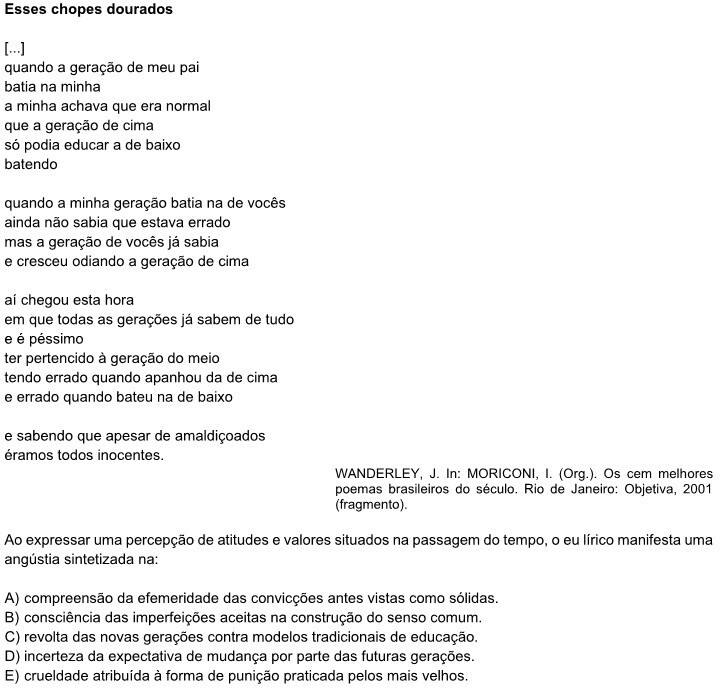 Esses chopes dourados
[...]
quando a geração de meu pai
batia na minha
a minha achava que era normal
que a geração de cima
só podia educar a de baixo
batendo
quando a minha geração batia na de vocês
ainda não sabia que estava errado
mas a geração de vocês já sabia
e cresceu odiando a geração de cima
aí chegou esta hora
em que todas as gerações já sabem de tudo
e é péssimo
ter pertencido à geração do meio
tendo errado quando apanhou da de cima
e errado quando bateu na de baixo
e sabendo que apesar de amaldiçoados
éramos todos inocentes.
WANDERLEY, J. In: MORICONI, I. (Org.). Os cem melhores
poemas brasileiros do século. Rio de Janeiro: Objetiva, 2001
(fragmento).
Ao expressar uma percepção de atitudes e valores situados na passagem do tempo, o eu lírico manifesta uma
angústia sintetizada na:
A) compreensão da efemeridade das convicções antes vistas como sólidas.
B) consciência das imperfeições aceitas na construção do senso comum.
C) revolta das novas gerações contra modelos tradicionais de educação.
D) incerteza da expectativa de mudança por parte das futuras gerações.
E) crueldade atribuída à forma de punição praticada pelos mais velhos.